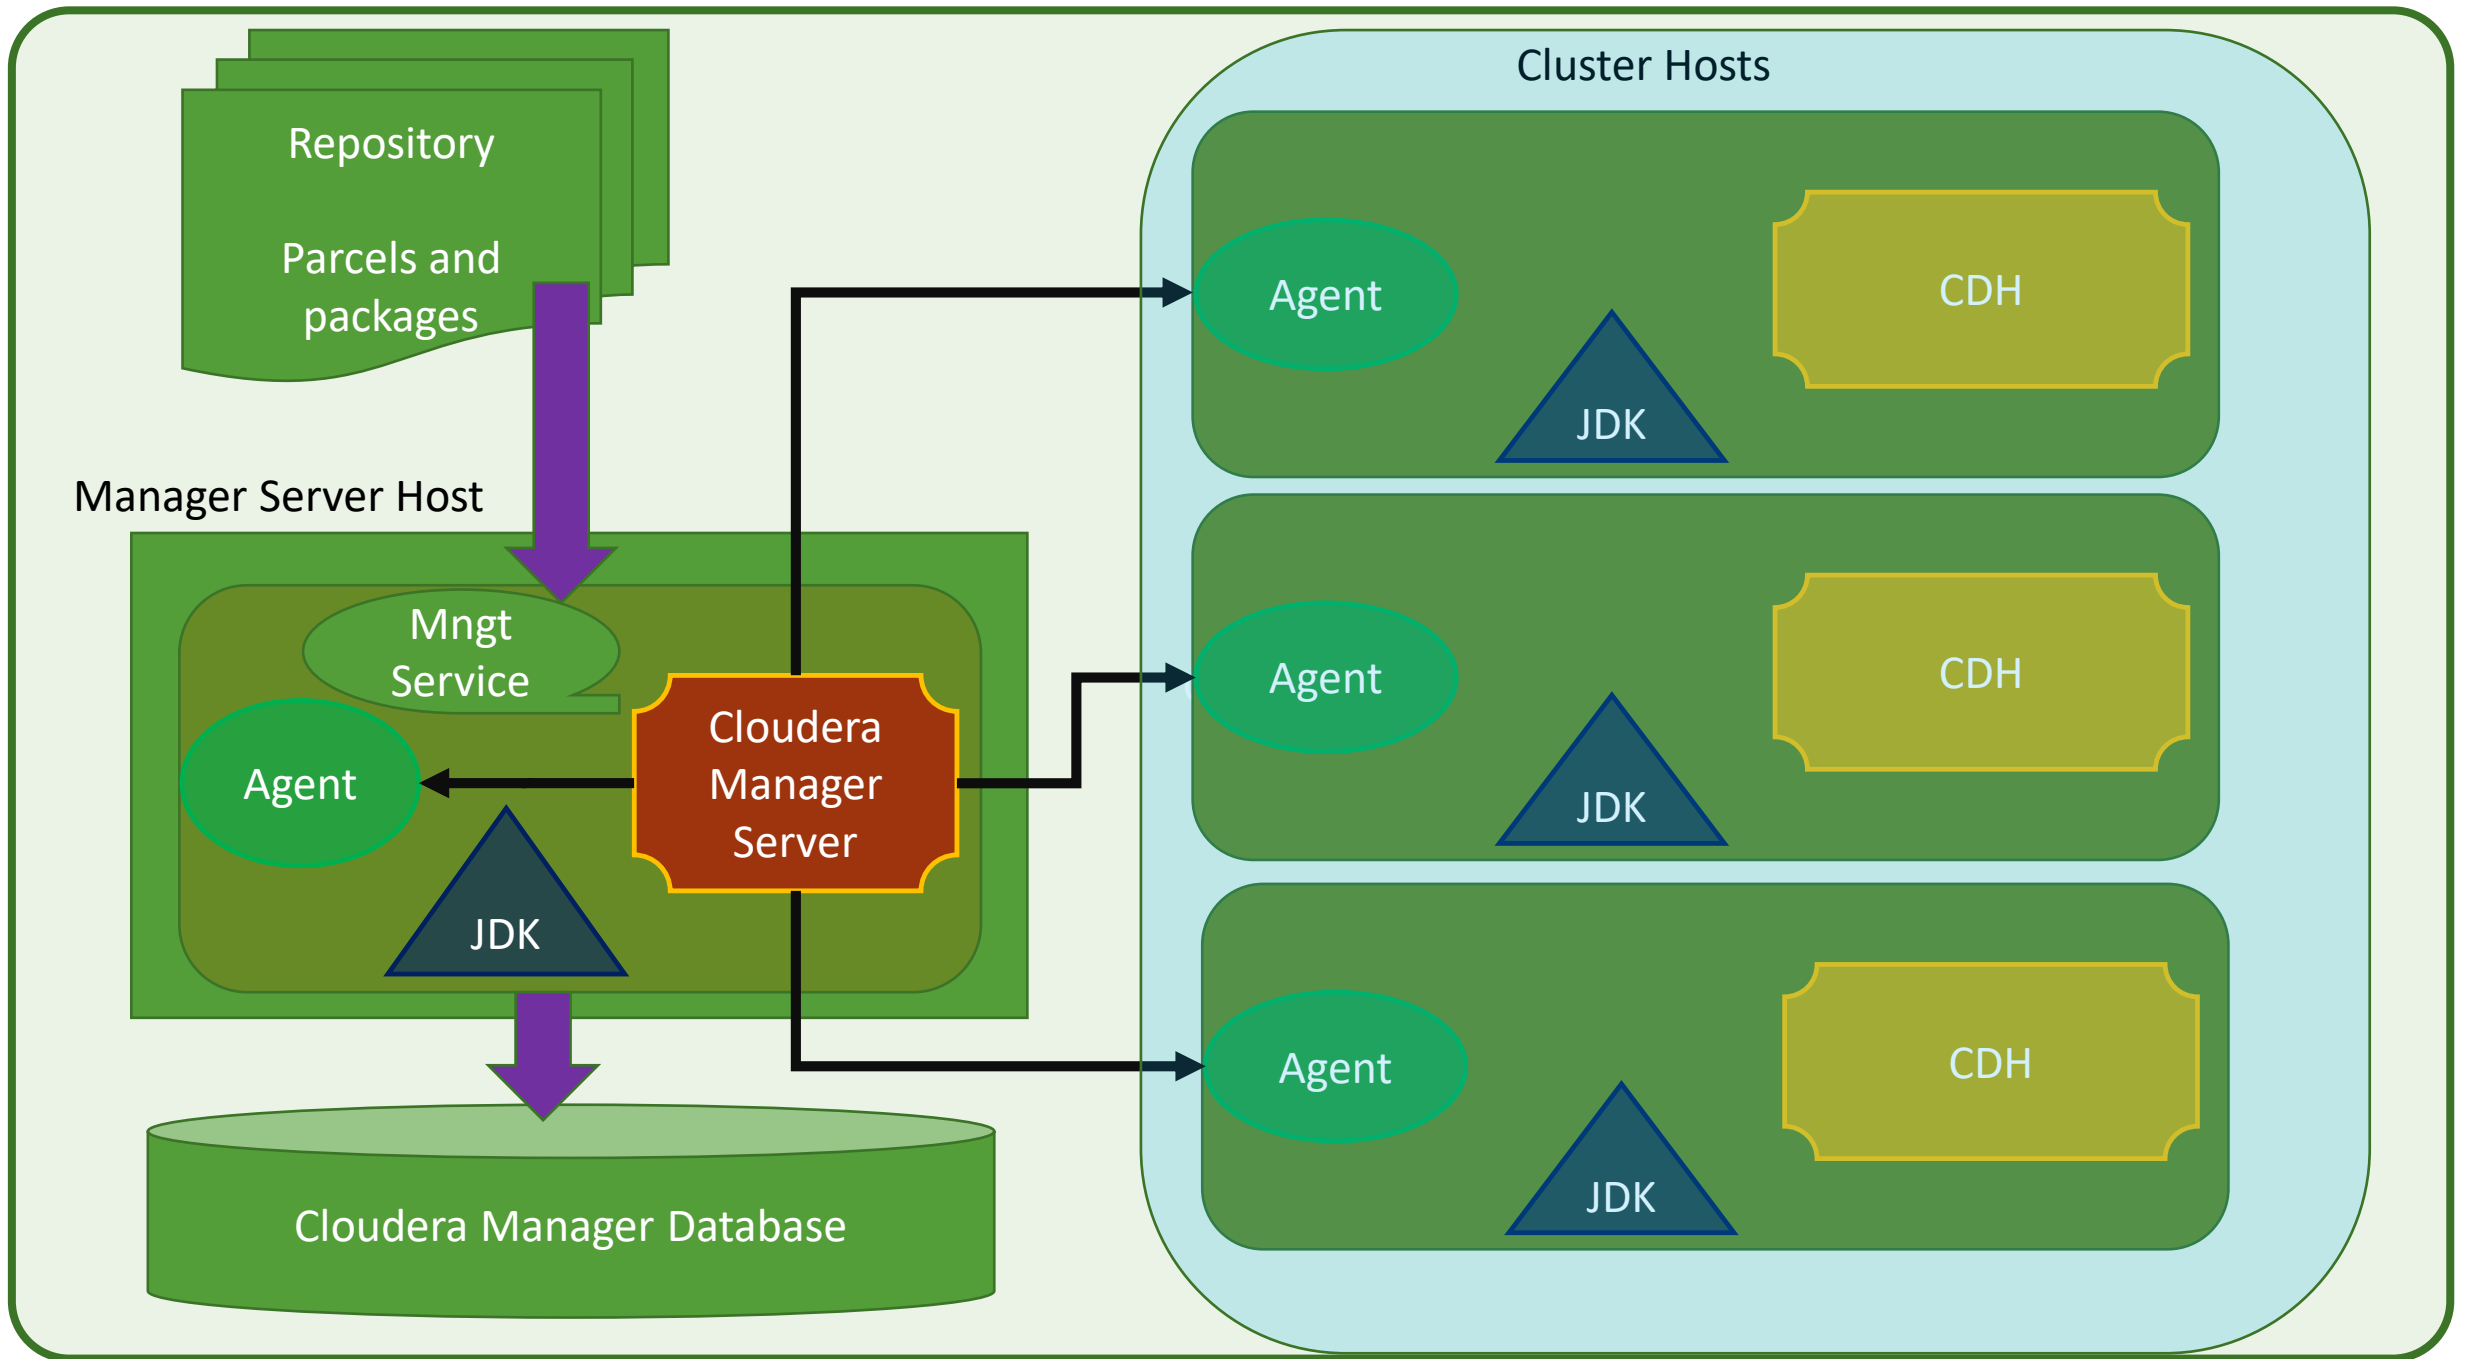 Repository
Parcels and
packages
Manager Server Host
Mngt
Service
Agent
JDK
Cloudera
Manager
Server
Cloudera Manager Database
Cluster Hosts
Agent
JDK
CDH
Agent
JDK
CDH
Agent
JDK
CDH